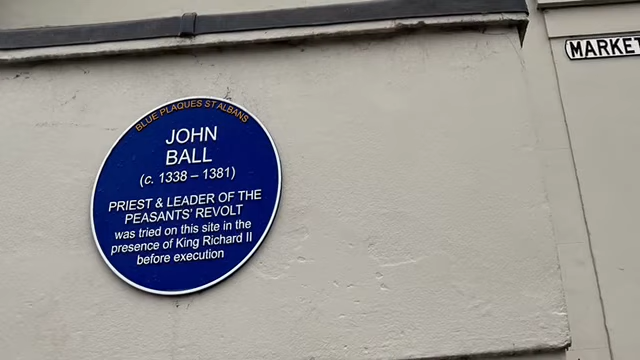 BLUE PLAQUES ST ALBANS
JOHN
BALL
(c. 1338 – 1381)
PRIEST & LEADER OF THE
PEASANTS' REVOLT
was tried on this site in the
presence of King Richard II
before execution
MARKET